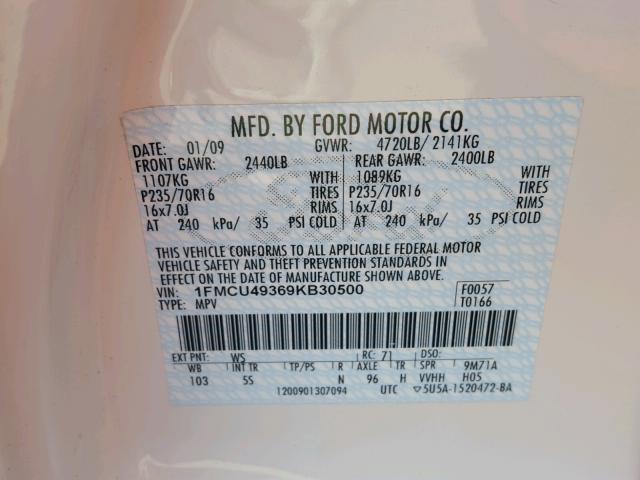 MFD. BY FORD MOTOR CO.
DATE: 01/09 GVWR: 4720LB/ 2141KG
FRONT GAWR: 2440LB REAR GAWR: 2400LB
1107KG WITH 1089KG WITH
P235/70R16 TIRES P235/70R16 TIRES
16x7.0J RIMS 16x7.0J RIMS
AT 240 kPa/ 35 PSI COLD AT 240 kPa/ 35 PSI COLD
THIS VEHICLE CONFORMS TO ALL APPLICABLE FEDERAL MOTOR
VEHICLE SAFETY AND THEFT PREVENTION STANDARDS IN
EFFECT ON THE DATE OF MANUFACTURE SHOWN ABOVE.
VIN: 1FMCU49369KB30500 F0057
TYPE: MPV T0166
EXT PNT: WS RC: 71 DSO:
WB INT TR TP/PS R AXLE TR SPR 9M71A
103 5S N 96 H VVHH H05
1200901307094 UTC 5U5A-1520472-BA